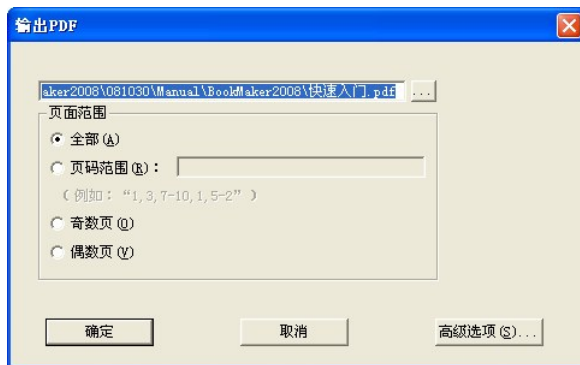 输出PDF
aker2008\081030\Manual\BookMaker2008\快速入门.pdf
...
页面范围
全部(A)
页码范围(R)：
(例如：“1,3,7-10,1,5-2”)
奇数页(O)
偶数页(V)
确定
取消
高级选项(S)...